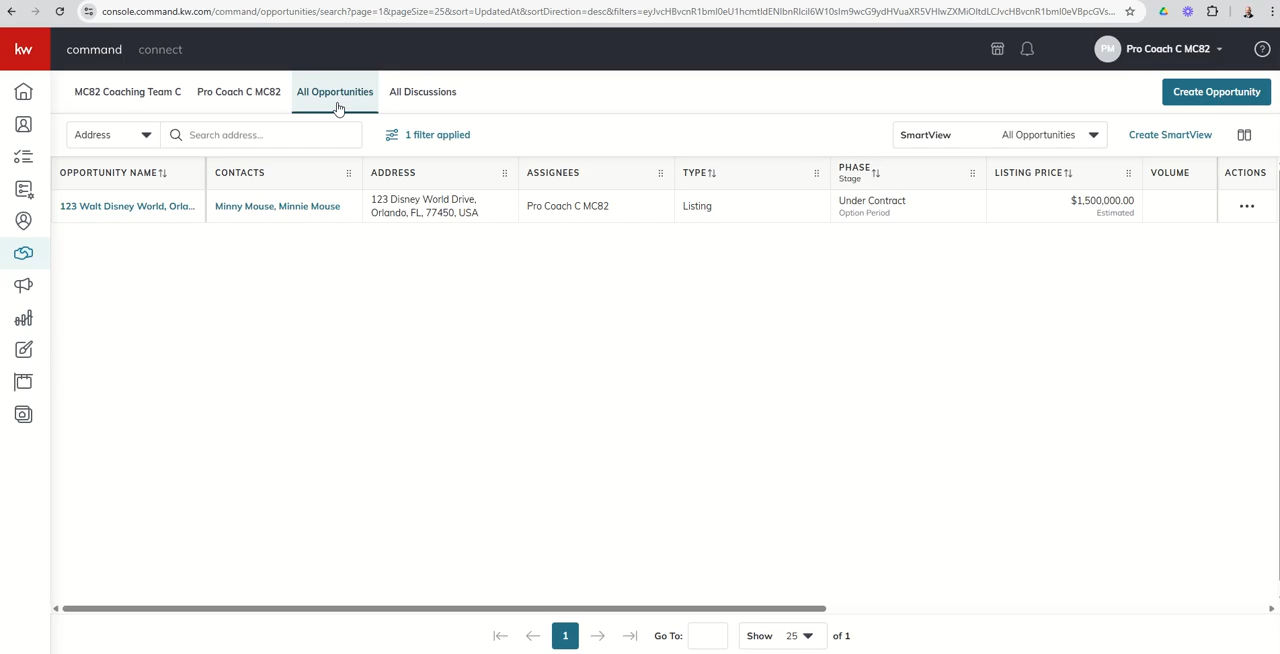 console.command.kw.com/command/opportunities/search?page=1&pageSize=25&sort=UpdatedAt&sortDirection=desc&filters=
kw
command connect
PM Pro Coach C MC82
?
MC82 Coaching Team C Pro Coach C MC82 All Opportunities All Discussions
Create Opportunity
Address Search address... 1 filter applied
SmartView All Opportunities Create SmartView
OPPORTUNITY NAME CONTACTS ADDRESS ASSIGNEES TYPE PHASE LISTING PRICE VOLUME ACTIONS
Stage
123 Walt Disney World, Orla... Minny Mouse, Minnie Mouse 123 Disney World Drive, Pro Coach C MC82 Listing Under Contract $1,500,000.00
Orlando, FL, 77450, USA Option Period Estimated
1 Go To: Show 25 of 1